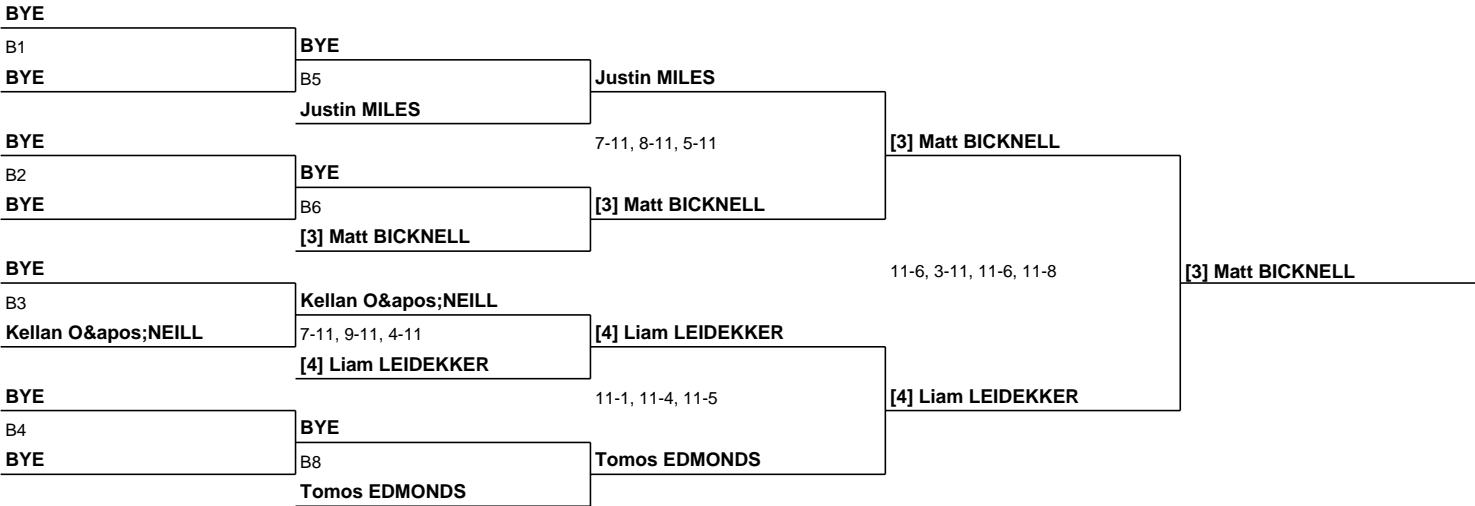 BYE
B1
BYE
BYE
B2
BYE
BYE
B3
Kellan O&apos;NEILL
BYE
B4
BYE
BYE
B5
Justin MILES
BYE
B6
[3] Matt BICKNELL
Kellan O&apos;NEILL
7-11, 9-11, 4-11
[4] Liam LEIDEKKER
BYE
B8
Tomos EDMONDS
Justin MILES
7-11, 8-11, 5-11
[3] Matt BICKNELL
[4] Liam LEIDEKKER
11-1, 11-4, 11-5
Tomos EDMONDS
[3] Matt BICKNELL
11-6, 3-11, 11-6, 11-8
[4] Liam LEIDEKKER
[3] Matt BICKNELL